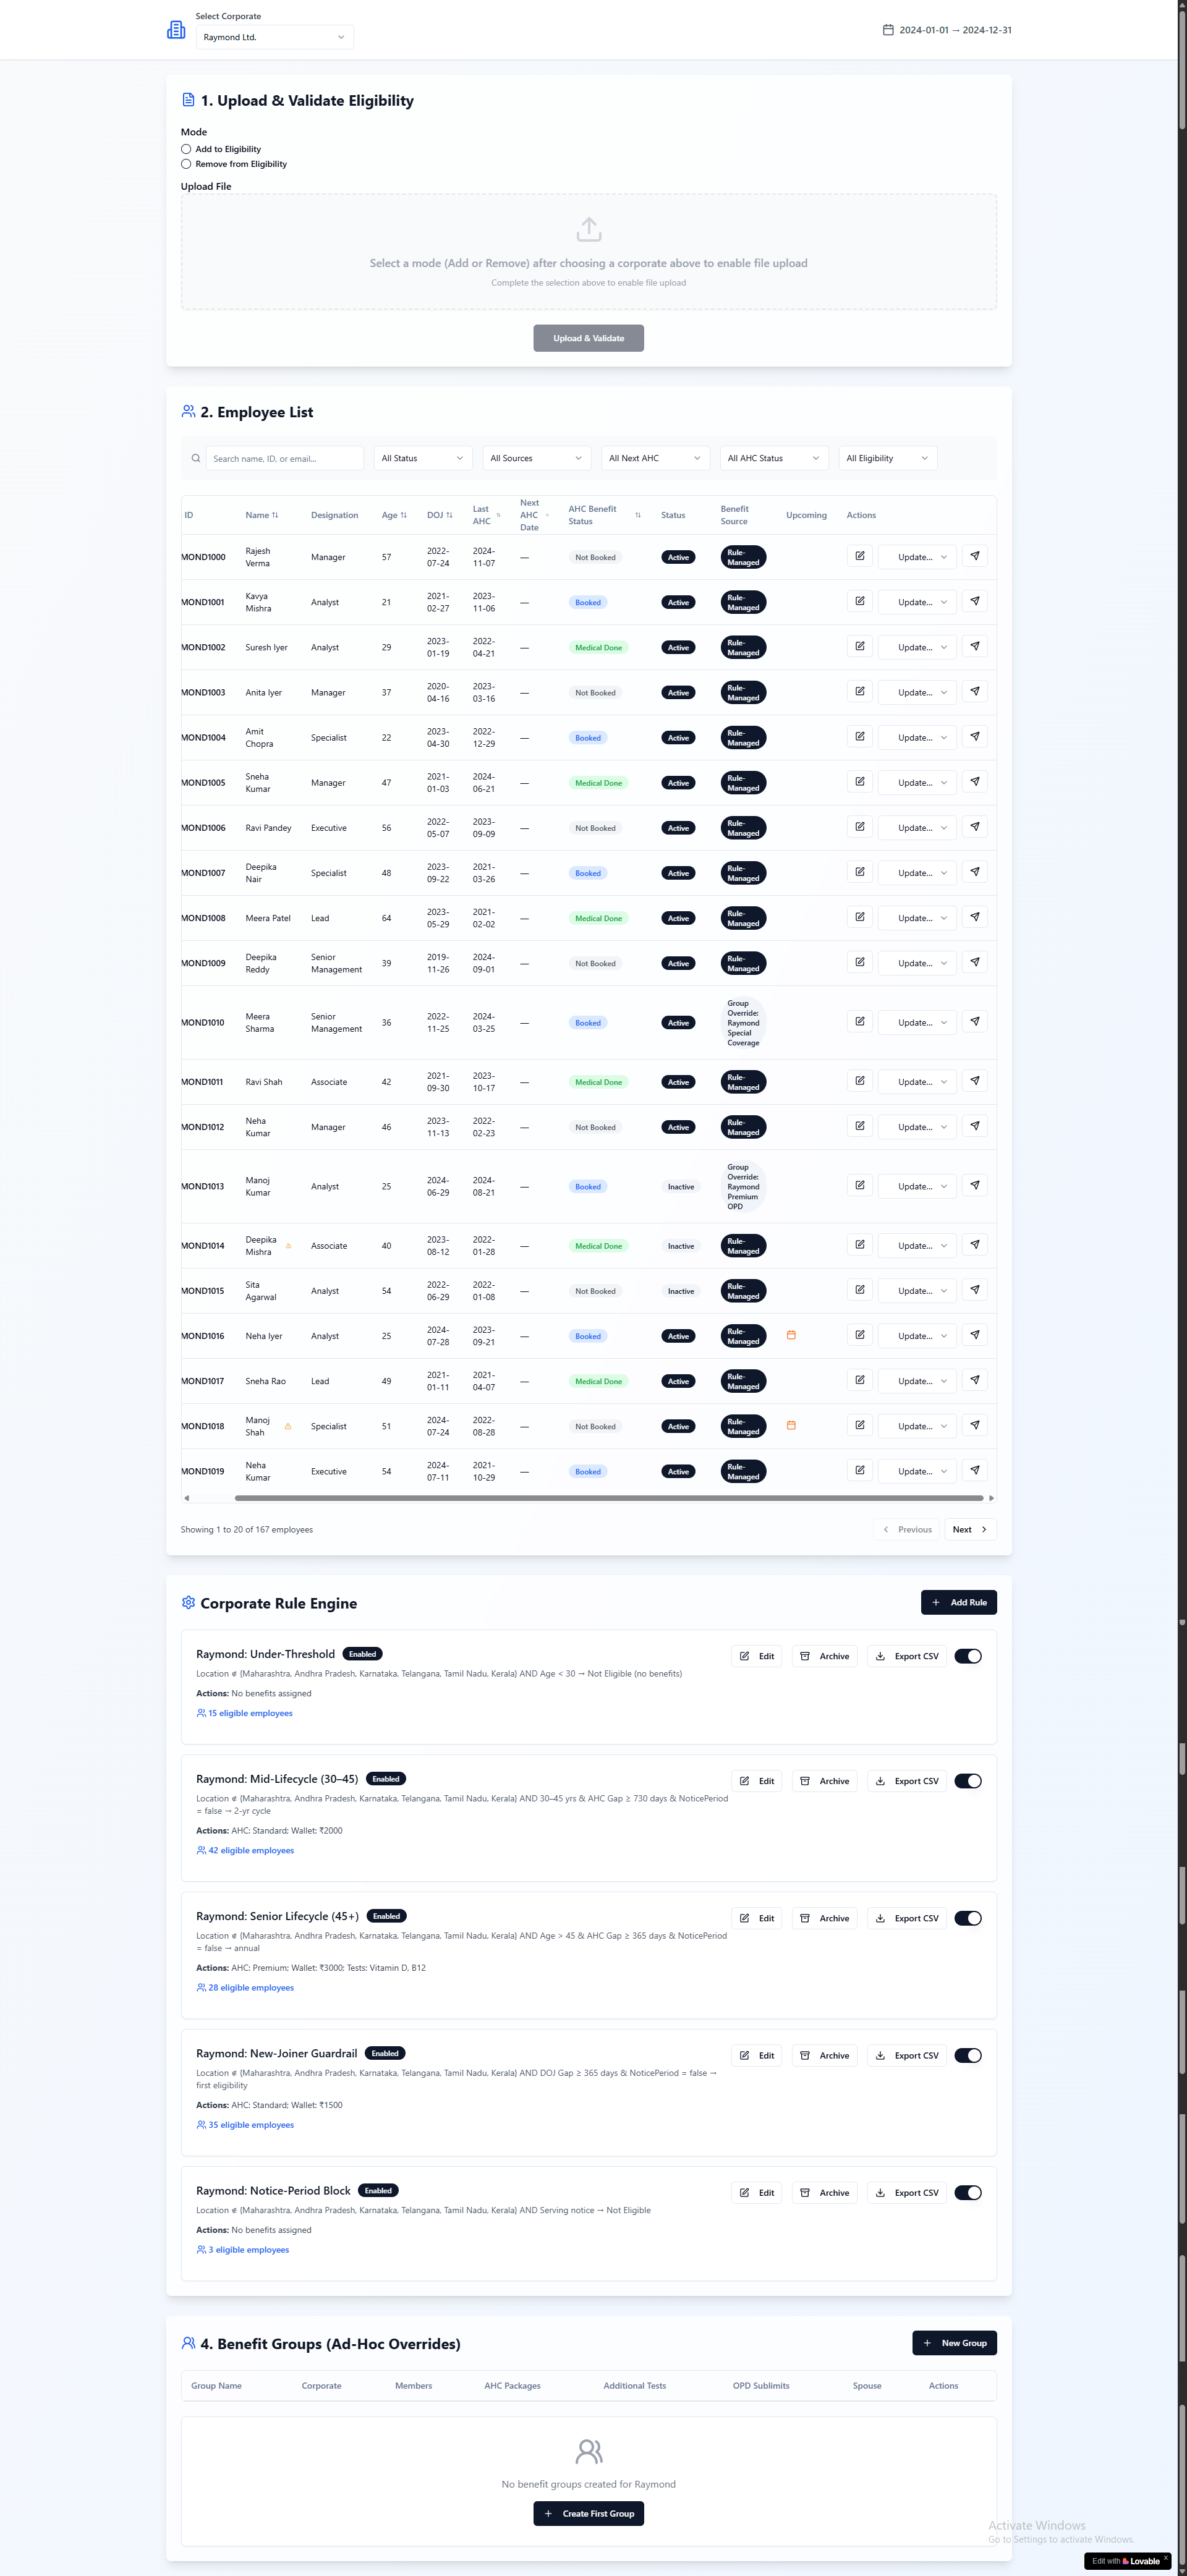 Select Corporate
Raymond Ltd.
2024-01-01 → 2024-12-31
1. Upload & Validate Eligibility
Mode
Add to Eligibility
Remove from Eligibility
Upload File
Select a mode (Add or Remove) after choosing a corporate above to enable file upload
Complete the selection above to enable file upload
Upload & Validate
2. Employee List
Search name, ID, or email... All Status All Sources All Next AHC All AHC Status All Eligibility
ID Name Designation Age DOJ Last AHC Next AHC Date AHC Benefit Status Status Benefit Source Upcoming Actions
MOND1000 Rajesh Verma Manager 57 2022-07-24 2024-11-07 — Not Booked Active Rule-Managed Update...
MOND1001 Kavya Mishra Analyst 21 2021-02-27 2023-11-06 — Booked Active Rule-Managed Update...
MOND1002 Suresh Iyer Analyst 29 2023-01-19 2022-04-21 — Medical Done Active Rule-Managed Update...
MOND1003 Anita Iyer Manager 37 2020-04-16 2023-03-16 — Not Booked Active Rule-Managed Update...
MOND1004 Amit Chopra Specialist 22 2023-04-30 2022-12-29 — Booked Active Rule-Managed Update...
MOND1005 Sneha Kumar Manager 47 2021-01-03 2024-06-21 — Medical Done Active Rule-Managed Update...
MOND1006 Ravi Pandey Executive 56 2022-05-07 2023-09-09 — Not Booked Active Rule-Managed Update...
MOND1007 Deepika Nair Specialist 48 2023-09-22 2021-03-26 — Booked Active Rule-Managed Update...
MOND1008 Meera Patel Lead 64 2023-05-29 2021-02-02 — Medical Done Active Rule-Managed Update...
MOND1009 Deepika Reddy Senior Management 39 2019-11-26 2024-09-01 — Not Booked Active Rule-Managed Update...
MOND1010 Meera Sharma Senior Management 36 2022-11-25 2024-03-25 — Booked Active Group Override: Raymond Special Coverage Update...
MOND1011 Ravi Shah Associate 42 2021-09-30 2023-10-17 — Medical Done Active Rule-Managed Update...
MOND1012 Neha Kumar Manager 46 2023-11-13 2022-02-23 — Not Booked Active Rule-Managed Update...
MOND1013 Manoj Kumar Analyst 25 2024-06-29 2024-08-21 — Booked Inactive Group Override: Raymond Premium OPD Update...
MOND1014 Deepika Mishra Associate 40 2023-08-12 2022-01-28 — Medical Done Inactive Rule-Managed Update...
MOND1015 Sita Agarwal Analyst 54 2022-06-29 2022-01-08 — Not Booked Inactive Rule-Managed Update...
MOND1016 Neha Iyer Analyst 25 2024-07-28 2023-09-21 — Booked Active Rule-Managed Update...
MOND1017 Sneha Rao Lead 49 2021-01-11 2021-04-07 — Medical Done Active Rule-Managed Update...
MOND1018 Manoj Shah Specialist 51 2024-07-24 2022-08-28 — Not Booked Active Rule-Managed Update...
MOND1019 Neha Kumar Executive 54 2024-07-11 2021-10-29 — Booked Active Rule-Managed Update...
Showing 1 to 20 of 167 employees Previous Next
Corporate Rule Engine Add Rule
Raymond: Under-Threshold Enabled Edit Archive Export CSV
Location ∉ {Maharashtra, Andhra Pradesh, Karnataka, Telangana, Tamil Nadu, Kerala} AND Age < 30 → Not Eligible (no benefits)
Actions: No benefits assigned
15 eligible employees
Raymond: Mid-Lifecycle (30–45) Enabled Edit Archive Export CSV
Location ∉ {Maharashtra, Andhra Pradesh, Karnataka, Telangana, Tamil Nadu, Kerala} AND 30–45 yrs & AHC Gap ≥ 730 days & NoticePeriod
= false → 2-yr cycle
Actions: AHC: Standard; Wallet: ₹2000
42 eligible employees
Raymond: Senior Lifecycle (45+) Enabled Edit Archive Export CSV
Location ∉ {Maharashtra, Andhra Pradesh, Karnataka, Telangana, Tamil Nadu, Kerala} AND Age > 45 & AHC Gap ≥ 365 days & NoticePeriod
= false → annual
Actions: AHC: Premium; Wallet: ₹3000; Tests: Vitamin D, B12
28 eligible employees
Raymond: New-Joiner Guardrail Enabled Edit Archive Export CSV
Location ∉ {Maharashtra, Andhra Pradesh, Karnataka, Telangana, Tamil Nadu, Kerala} AND DOJ Gap ≥ 365 days & NoticePeriod = false →
first eligibility
Actions: AHC: Standard; Wallet: ₹1500
35 eligible employees
Raymond: Notice-Period Block Enabled Edit Archive Export CSV
Location ∉ {Maharashtra, Andhra Pradesh, Karnataka, Telangana, Tamil Nadu, Kerala} AND Serving notice → Not Eligible
Actions: No benefits assigned
3 eligible employees
4. Benefit Groups (Ad-Hoc Overrides) New Group
Group Name Corporate Members AHC Packages Additional Tests OPD Sublimits Spouse Actions
No benefit groups created for Raymond
Create First Group
Activate Windows
Go to Settings to activate Windows.
Edit with Lovable X